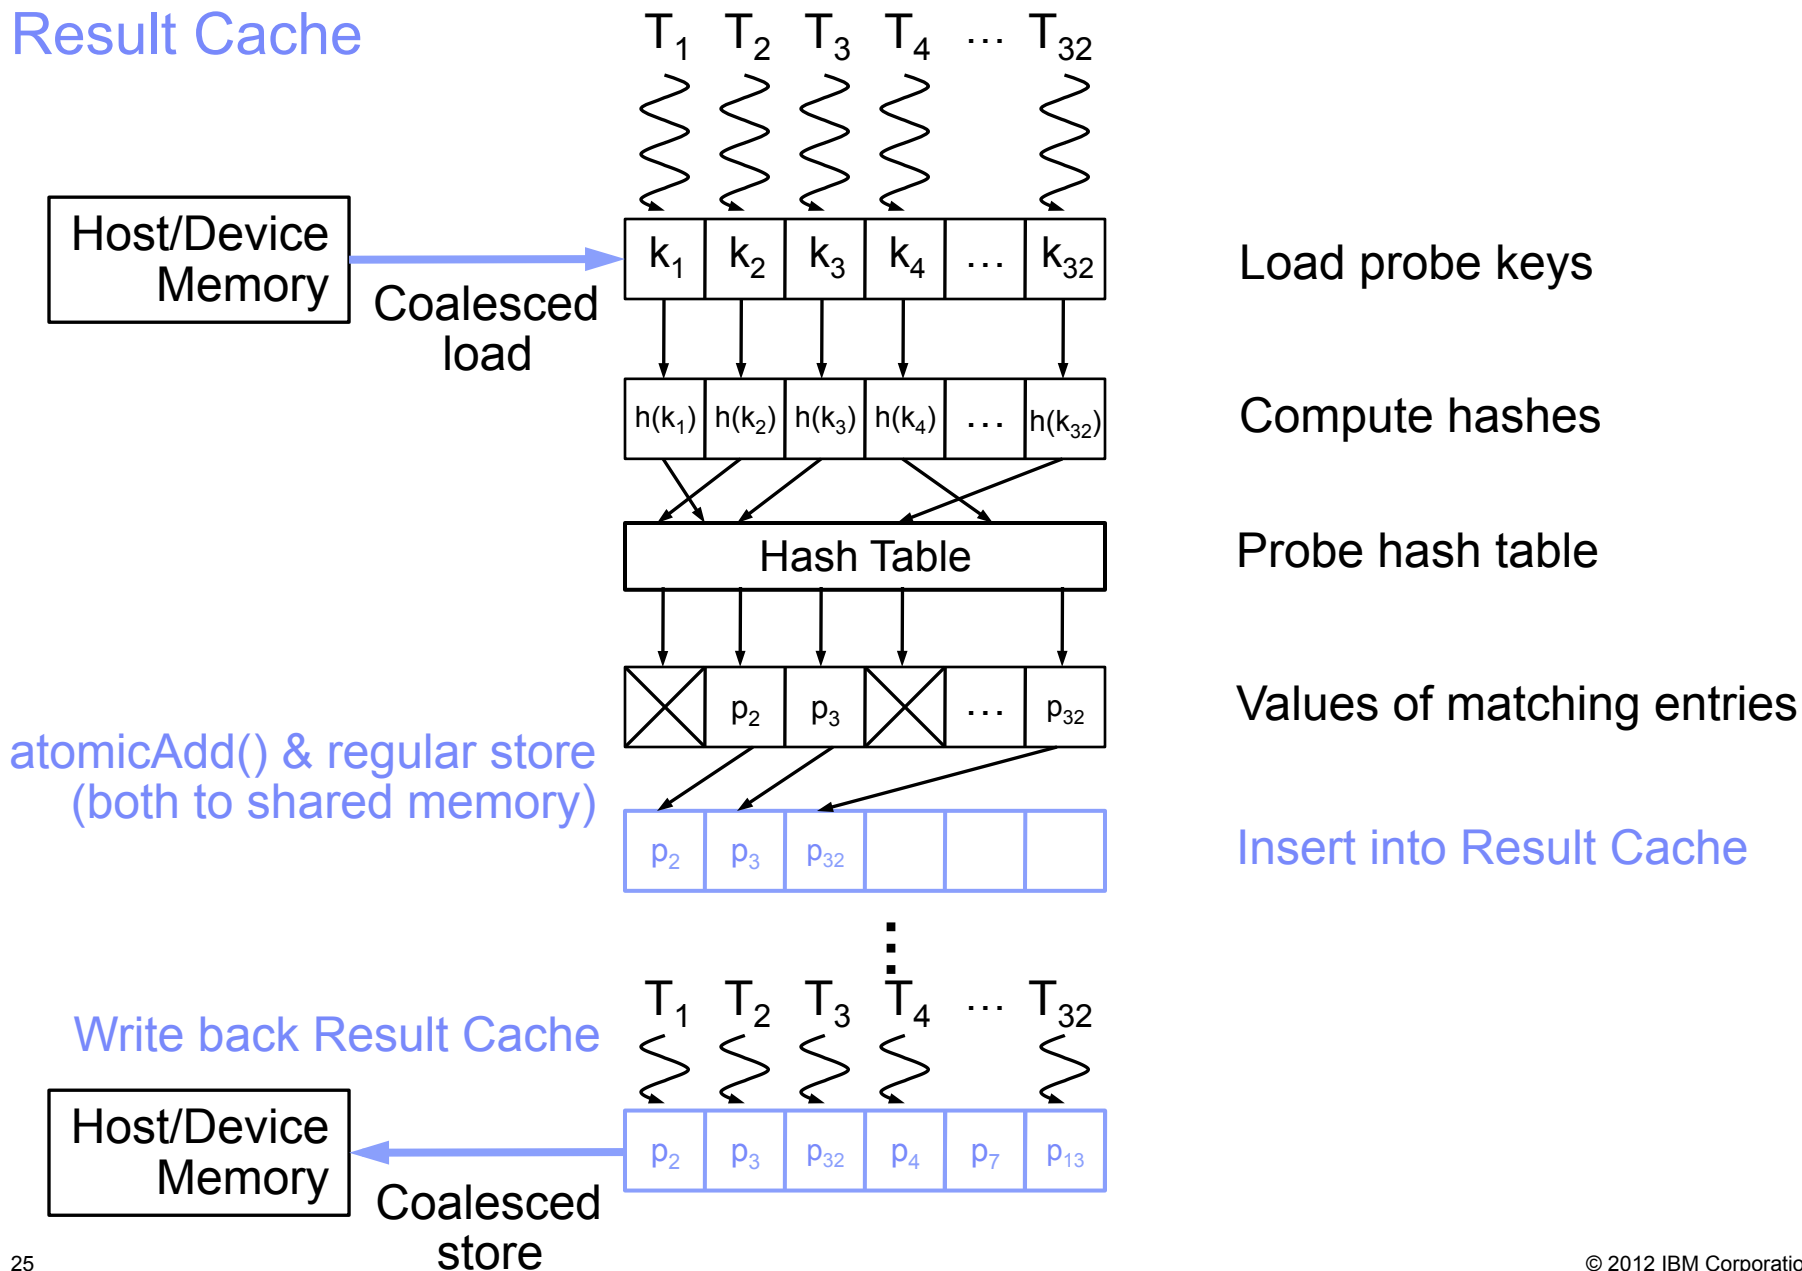 Result Cache
T1 T2 T3 T4 ... T32
Host/Device
Memory
Coalesced
load
k1 k2 k3 k4 ... k32
Load probe keys
h(k1) h(k2) h(k3) h(k4) ... h(k32)
Compute hashes
Hash Table
Probe hash table
p2 p3 ... p32
Values of matching entries
atomicAdd() & regular store
(both to shared memory)
p2 p3 p32
Insert into Result Cache
T1 T2 T3 T4 ... T32
Write back Result Cache
Host/Device
Memory
Coalesced
store
p2 p3 p32 p4 p7 p13
25
© 2012 IBM Corporatio